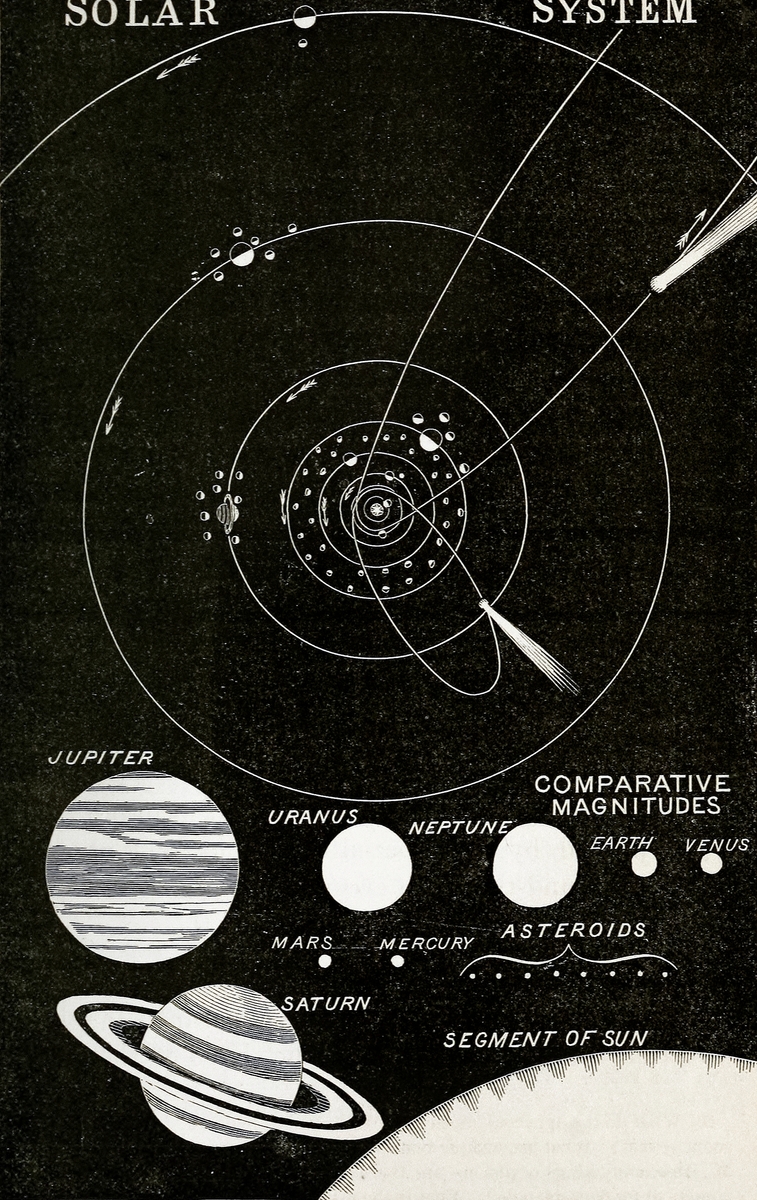 SOLAR SYSTEM
JUPITER
COMPARATIVE
MAGNITUDES
URANUS
NEPTUNE
EARTH
VENUS
MARS
MERCURY
ASTEROIDS
SATURN
SEGMENT OF SUN